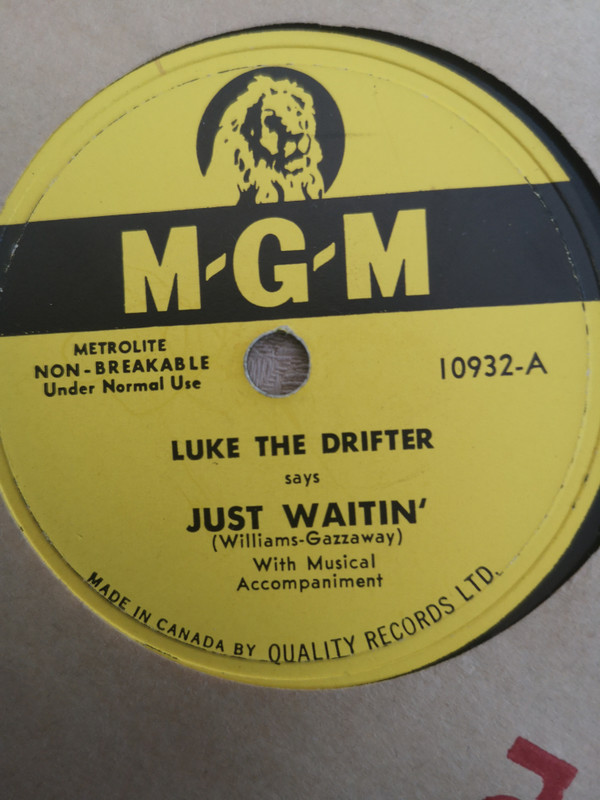 M-G-M
METROLITE
NON-BREAKABLE
Under Normal Use
10932-A
LUKE THE DRIFTER
says
JUST WAITIN'
(Williams-Gazzaway)
With Musical
Accompaniment
MADE IN CANADA BY QUALITY RECORDS LTD.